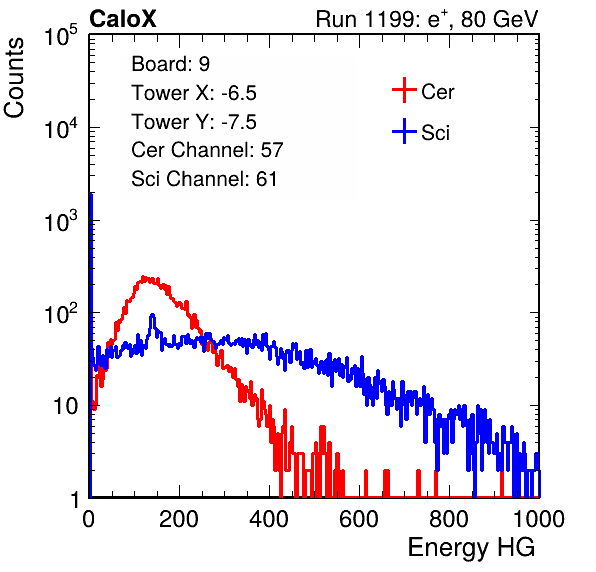 CaloX Run 1199: e⁺, 80 GeV
Counts
Board: 9
Tower X: -6.5
Tower Y: -7.5
Cer Channel: 57
Sci Channel: 61
Cer
Sci
10⁵
10⁴
10³
10²
10
1
0 200 400 600 800 1000
Energy HG